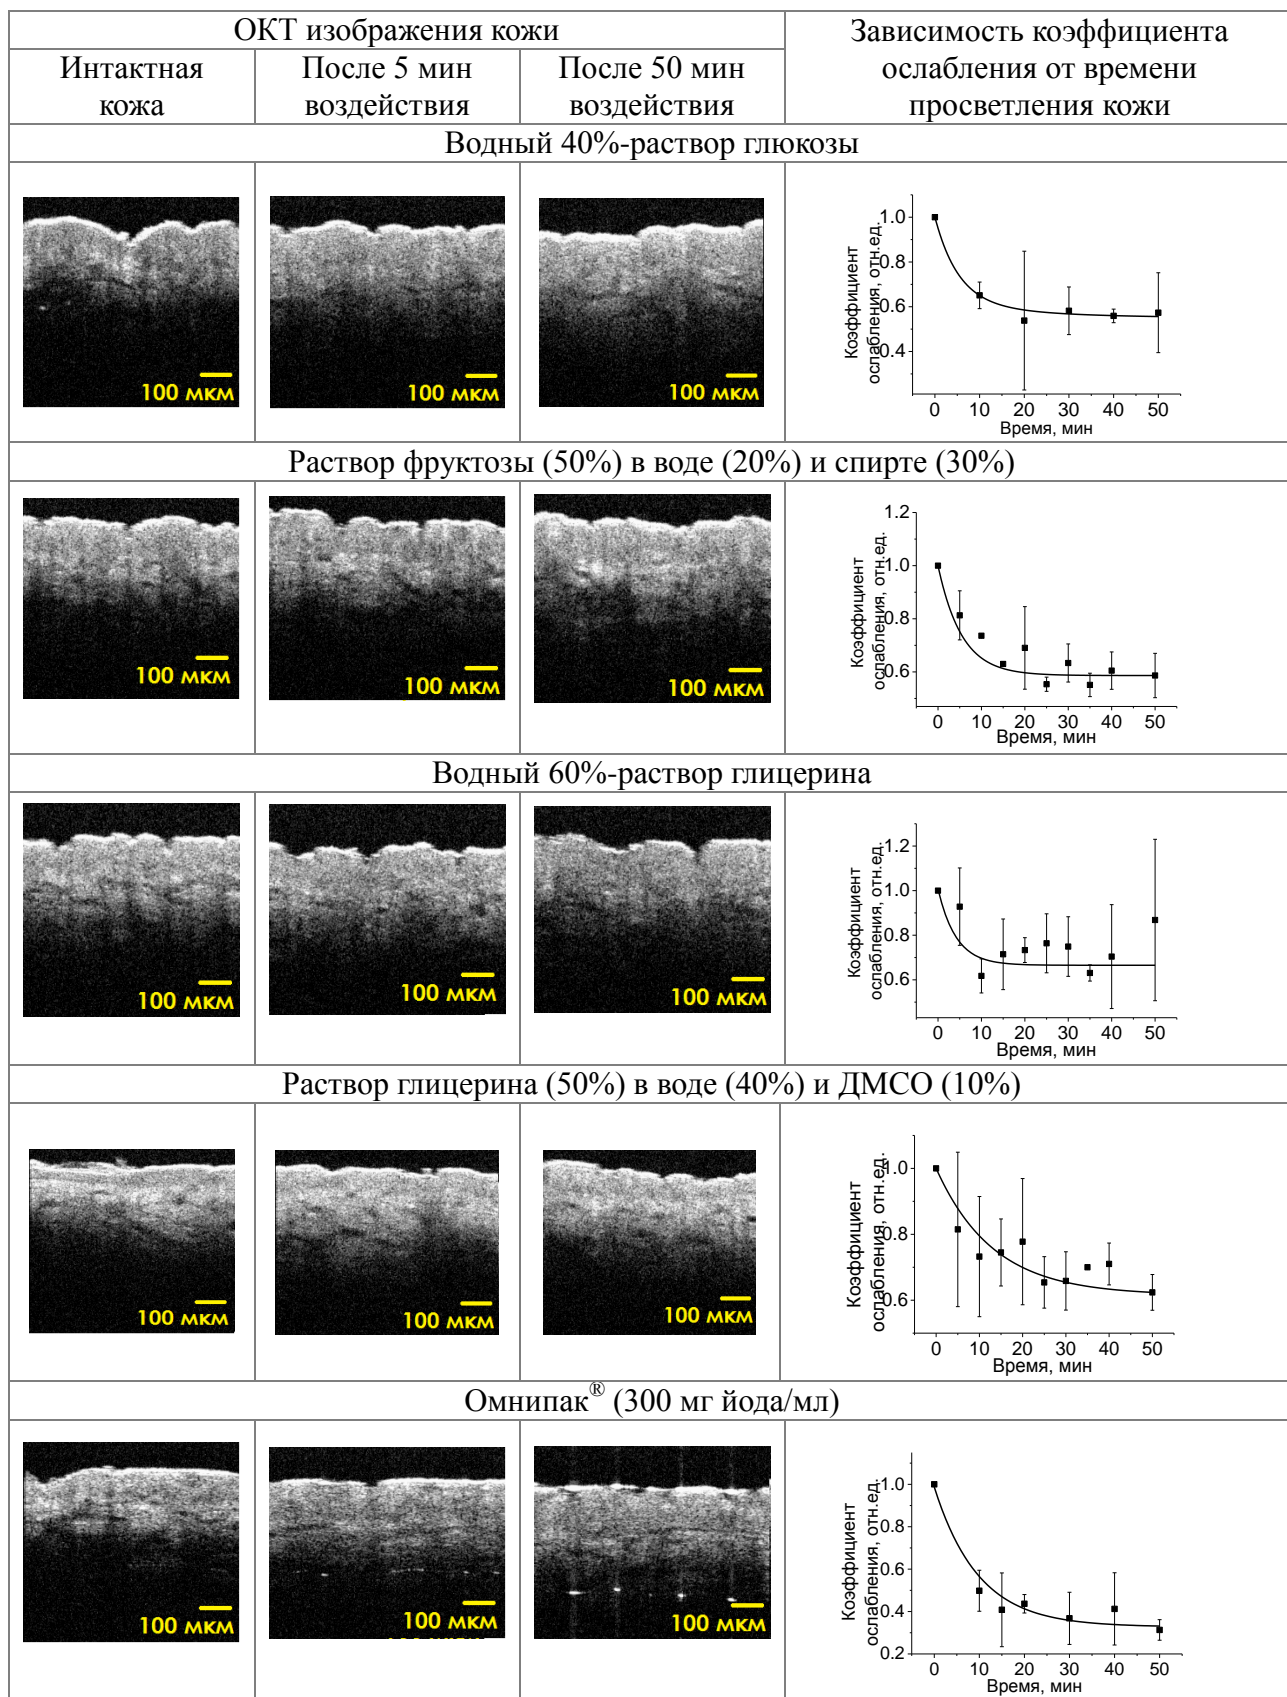 ОКТ изображения кожи
Зависимость коэффициента
ослабления от времени
просветления кожи
Интактная
кожа
После 5 мин
воздействия
После 50 мин
воздействия
Водный 40%-раствор глюкозы
100 мкм
100 мкм
100 мкм
Коэффициент
ослабления, отн.ед.
1.0
0.8
0.6
0.4
0 10 20 30 40 50
Время, мин
Раствор фруктозы (50%) в воде (20%) и спирте (30%)
100 мкм
100 мкм
100 мкм
Коэффициент
ослабления, отн.ед.
1.2
1.0
0.8
0.6
0 10 20 30 40 50
Время, мин
Водный 60%-раствор глицерина
100 мкм
100 мкм
100 мкм
Коэффициент
ослабления, отн.ед.
1.2
1.0
0.8
0.6
0 10 20 30 40 50
Время, мин
Раствор глицерина (50%) в воде (40%) и ДМСО (10%)
100 мкм
100 мкм
100 мкм
Коэффициент
ослабления, отн.ед.
1.0
0.8
0.6
0 10 20 30 40 50
Время, мин
Омнипак® (300 мг йода/мл)
100 мкм
100 мкм
100 мкм
Коэффициент
ослабления, отн.ед.
1.0
0.8
0.6
0.4
0.2
0 10 20 30 40 50
Время, мин